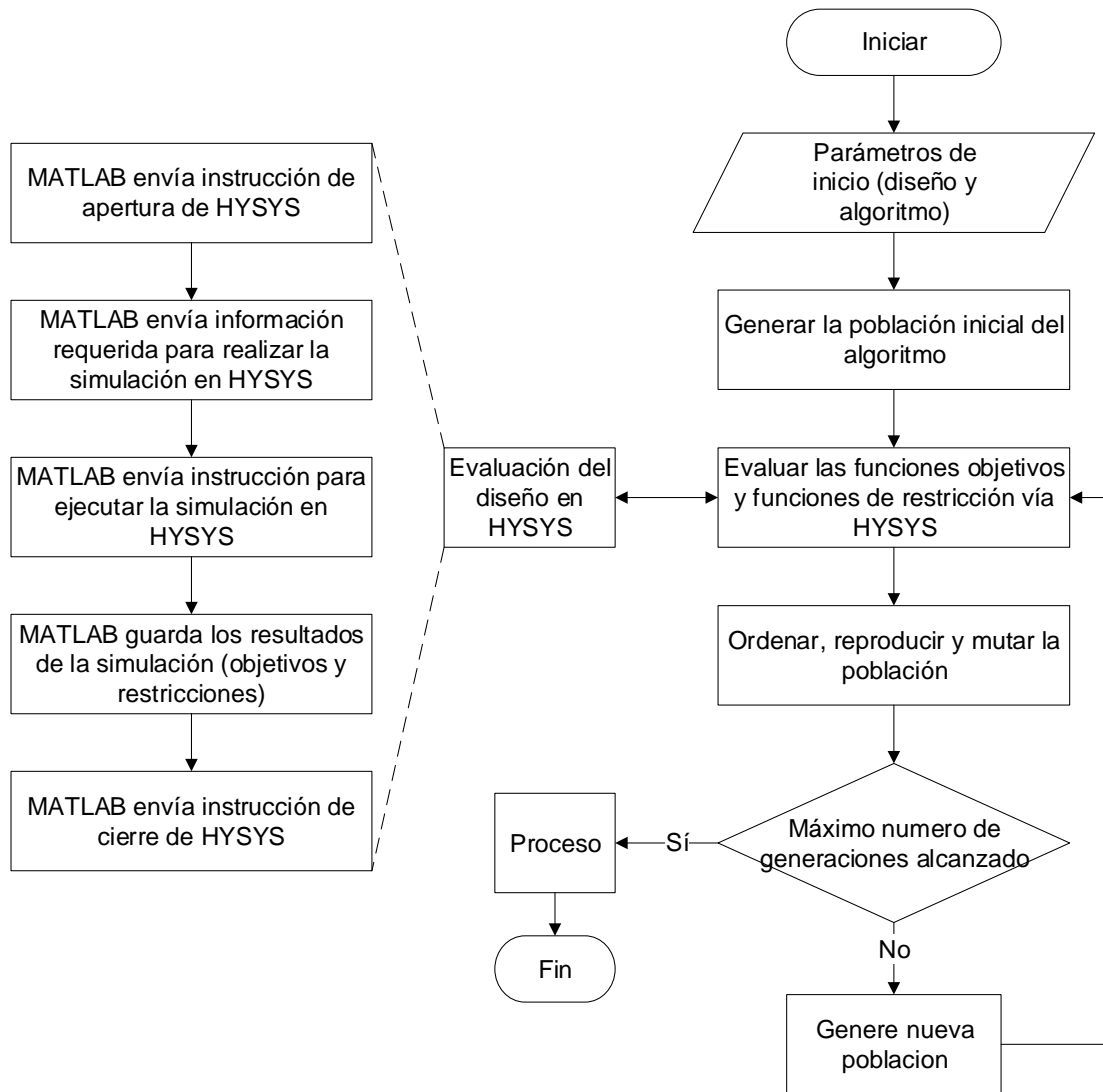 Iniciar
Parámetros de
inicio (diseño y
algoritmo)
Generar la población inicial del
algoritmo
Evaluar las funciones objetivos
y funciones de restricción vía
HYSYS
Ordenar, reproducir y mutar la
población
Máximo numero de
generaciones alcanzado
Sí
Proceso
Fin
No
Genere nueva
poblacion
Evaluación del
diseño en
HYSYS
MATLAB envía instrucción de
apertura de HYSYS
MATLAB envía información
requerida para realizar la
simulación en HYSYS
MATLAB envía instrucción para
ejecutar la simulación en
HYSYS
MATLAB guarda los resultados
de la simulación (objetivos y
restricciones)
MATLAB envía instrucción de
cierre de HYSYS